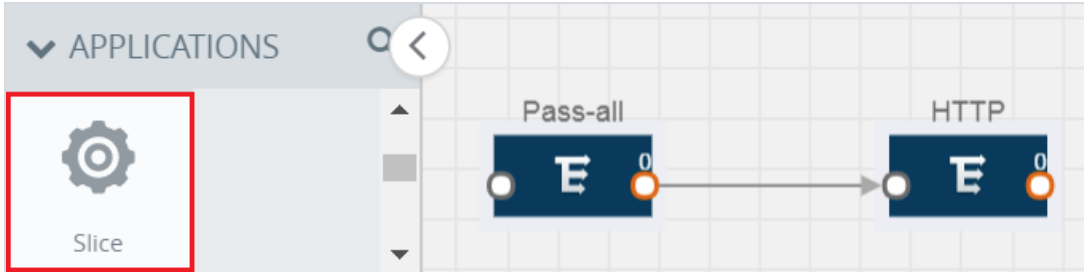 APPLICATIONS
Slice
Pass-all
0
HTTP
0